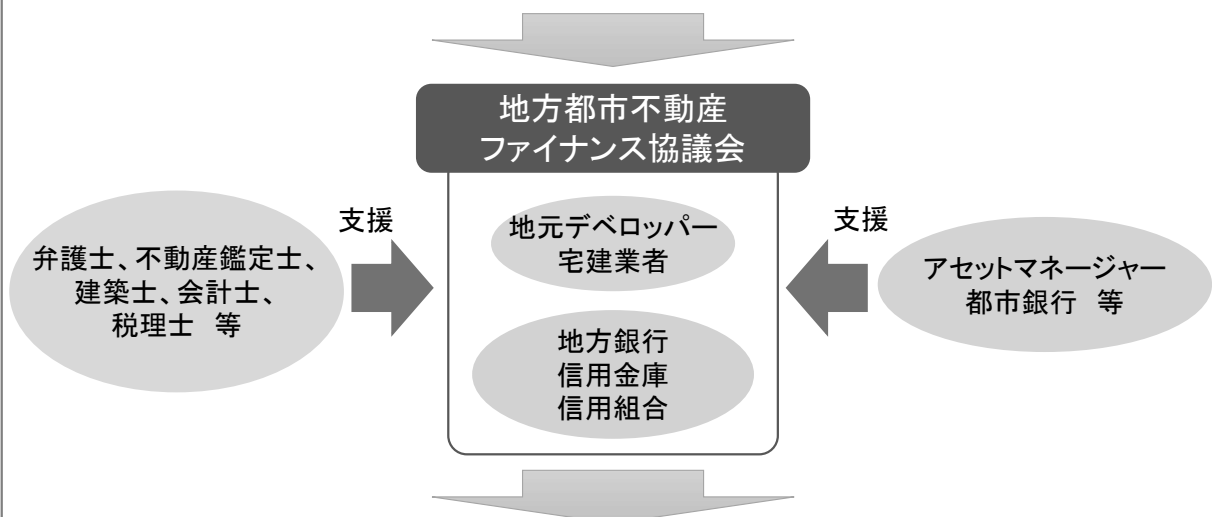 地方都市不動産
ファイナンス協議会
支援
弁護士、不動産鑑定士、
建築士、会計士、
税理士　等
地元デベロッパー
宅建業者
地方銀行
信用金庫
信用組合
支援
アセットマネージャー
都市銀行　等